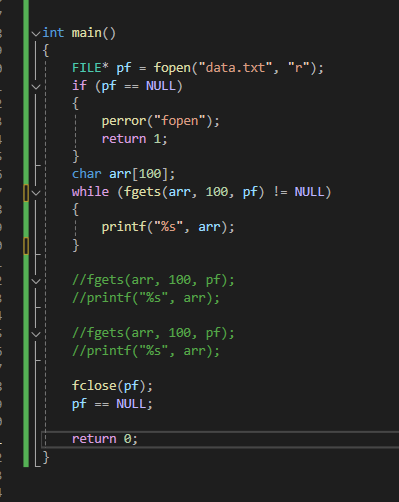 int main()
{
FILE* pf = fopen("data.txt", "r");
if (pf == NULL)
{
perror("fopen");
return 1;
}
char arr[100];
while (fgets(arr, 100, pf) != NULL)
{
printf("%s", arr);
}
//fgets(arr, 100, pf);
//printf("%s", arr);
//fgets(arr, 100, pf);
//printf("%s", arr);
fclose(pf);
pf == NULL;
return 0;
}